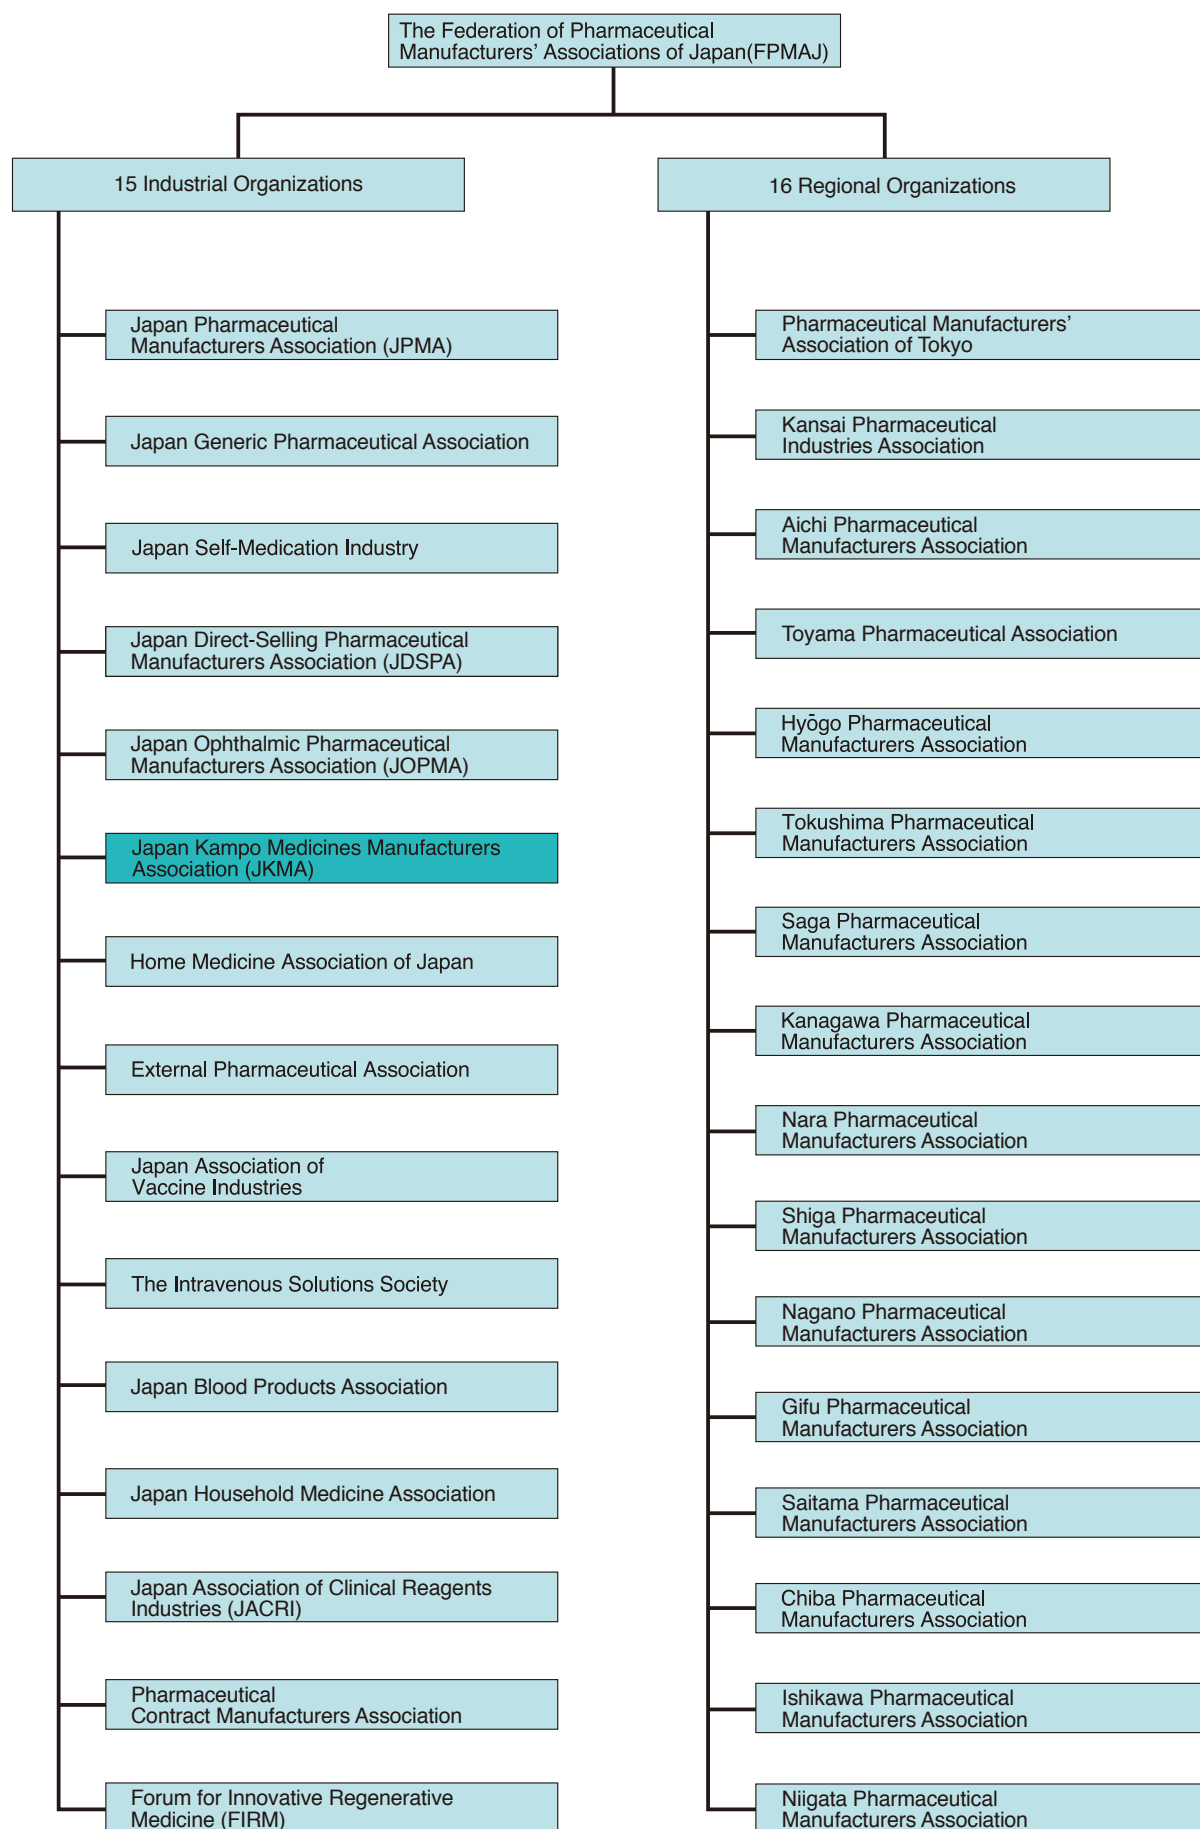 The Federation of Pharmaceutical
Manufacturers’ Associations of Japan(FPMAJ)
15 Industrial Organizations
Japan Pharmaceutical
Manufacturers Association (JPMA)
Japan Generic Pharmaceutical Association
Japan Self-Medication Industry
Japan Direct-Selling Pharmaceutical
Manufacturers Association (JDSPA)
Japan Ophthalmic Pharmaceutical
Manufacturers Association (JOPMA)
Japan Kampo Medicines Manufacturers
Association (JKMA)
Home Medicine Association of Japan
External Pharmaceutical Association
Japan Association of
Vaccine Industries
The Intravenous Solutions Society
Japan Blood Products Association
Japan Household Medicine Association
Japan Association of Clinical Reagents
Industries (JACRI)
Pharmaceutical
Contract Manufacturers Association
Forum for Innovative Regenerative
Medicine (FIRM)
16 Regional Organizations
Pharmaceutical Manufacturers’
Association of Tokyo
Kansai Pharmaceutical
Industries Association
Aichi Pharmaceutical
Manufacturers Association
Toyama Pharmaceutical Association
Hyōgo Pharmaceutical
Manufacturers Association
Tokushima Pharmaceutical
Manufacturers Association
Saga Pharmaceutical
Manufacturers Association
Kanagawa Pharmaceutical
Manufacturers Association
Nara Pharmaceutical
Manufacturers Association
Shiga Pharmaceutical
Manufacturers Association
Nagano Pharmaceutical
Manufacturers Association
Gifu Pharmaceutical
Manufacturers Association
Saitama Pharmaceutical
Manufacturers Association
Chiba Pharmaceutical
Manufacturers Association
Ishikawa Pharmaceutical
Manufacturers Association
Niigata Pharmaceutical
Manufacturers Association